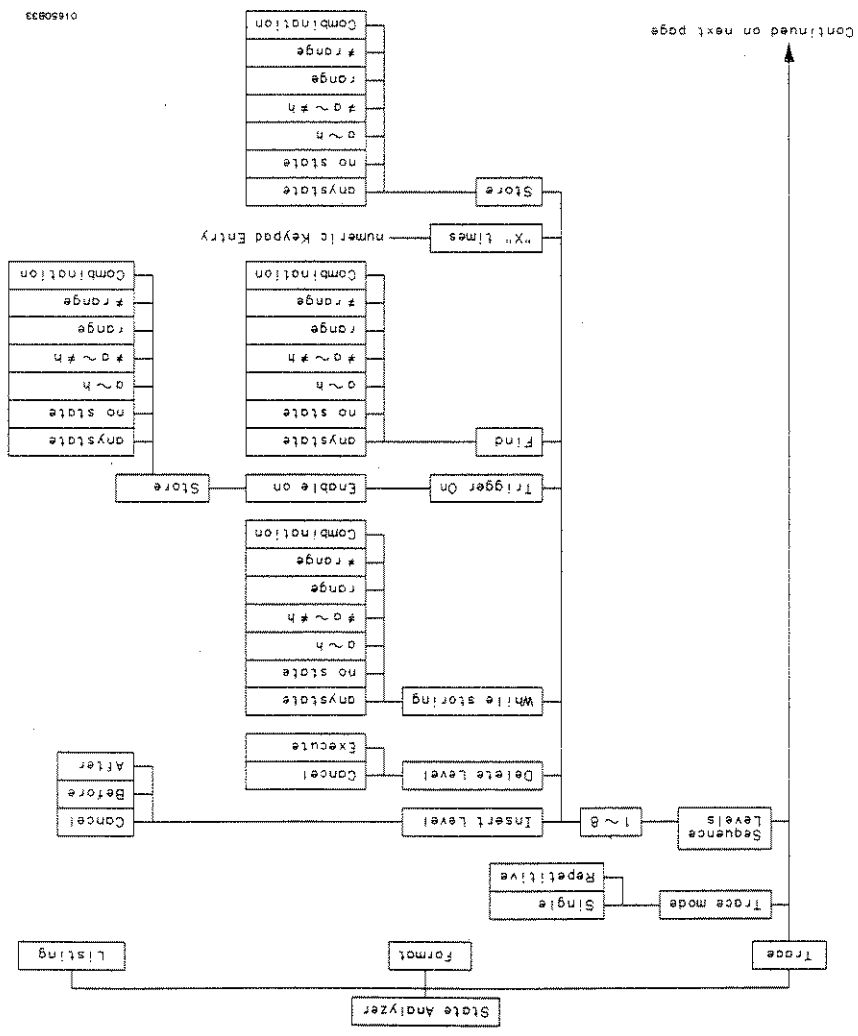 State Analyzer
Trace
Format
Listing
Trace mode
Single
Repetitive
Sequence
Levels
1 ~ 8
Insert Level
Cancel
Before
After
Delete Level
Cancel
Execute
While storing
anystate
no state
a ~ h
≠ a ~ ≠ h
range
≠ range
Combination
Trigger On
Enable on
Store
anystate
no state
a ~ h
≠ a ~ ≠ h
range
≠ range
Combination
Find
anystate
no state
a ~ h
≠ a ~ ≠ h
range
≠ range
Combination
"X" times
numeric Keypad Entry
Store
anystate
no state
a ~ h
≠ a ~ ≠ h
range
≠ range
Combination
Continued on next page
01650B33